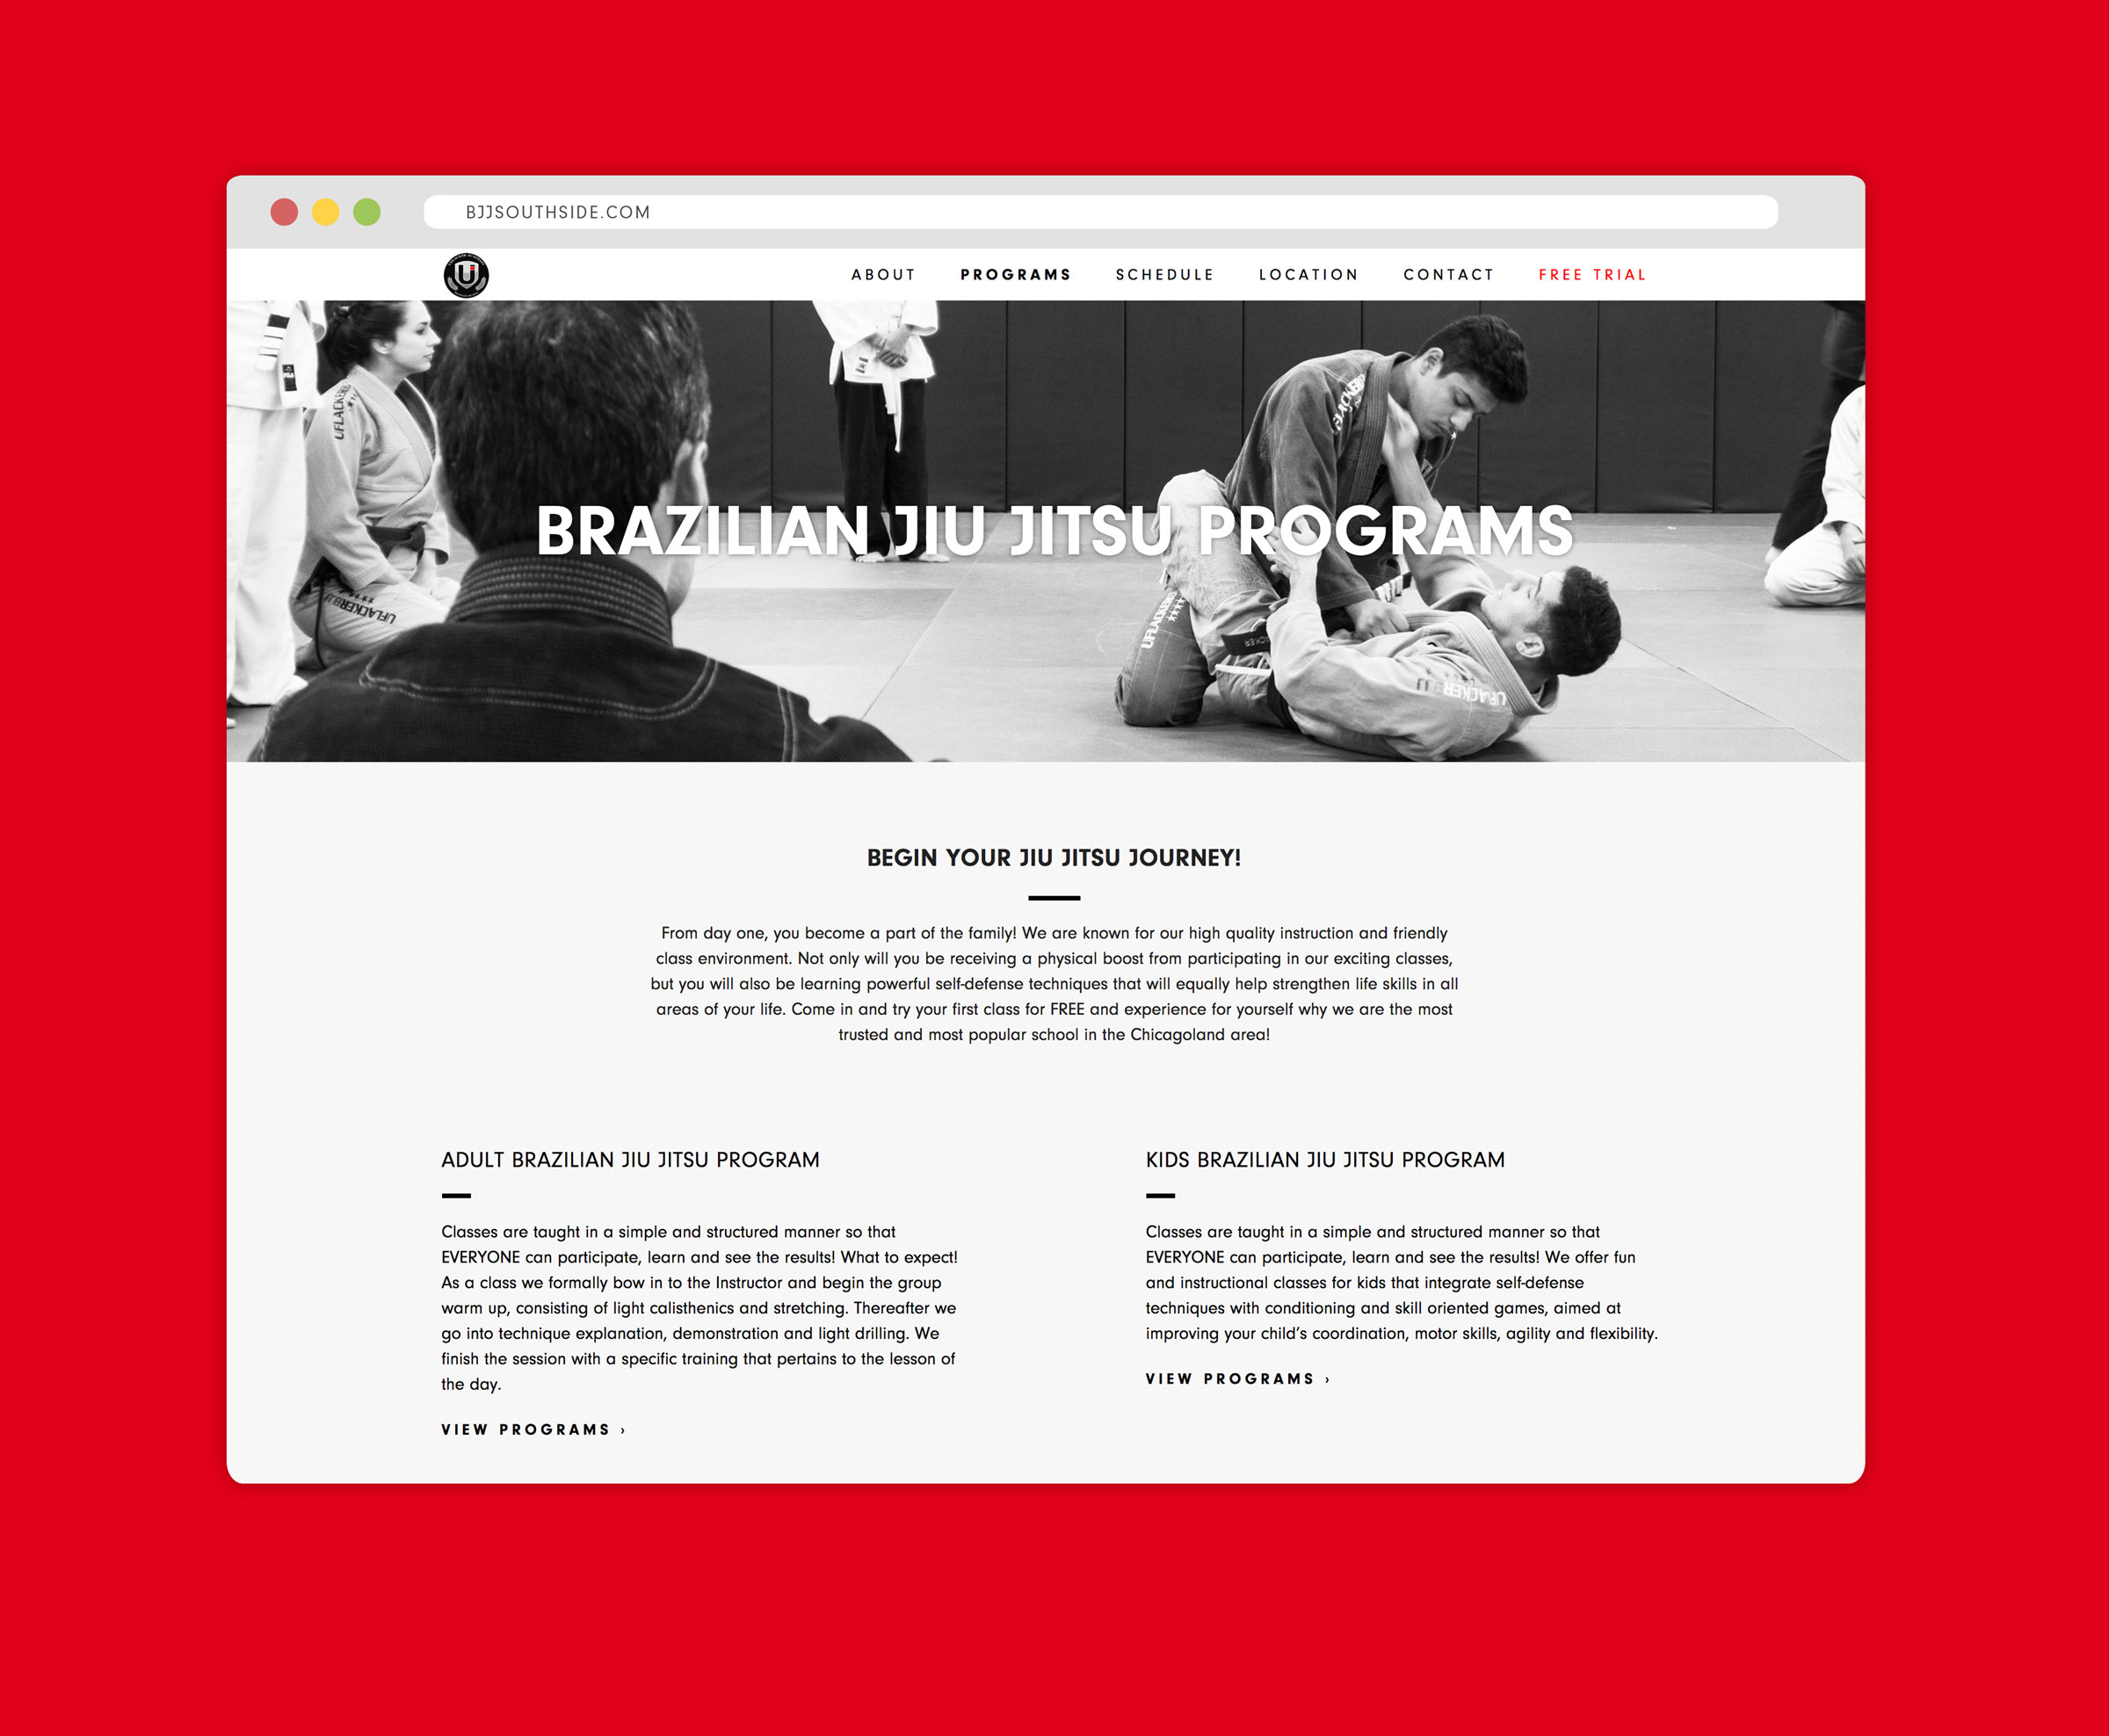 BJJSOUTHSIDE.COM
ABOUT PROGRAMS SCHEDULE LOCATION CONTACT FREE TRIAL
UFLACKER
UFLACKERBJJ
UFLACKERBJJ
BRAZILIAN JIU JITSU PROGRAMS
BEGIN YOUR JIU JITSU JOURNEY!
From day one, you become a part of the family! We are known for our high quality instruction and friendly
class environment. Not only will you be receiving a physical boost from participating in our exciting classes,
but you will also be learning powerful self-defense techniques that will equally help strengthen life skills in all
areas of your life. Come in and try your first class for FREE and experience for yourself why we are the most
trusted and most popular school in the Chicagoland area!
ADULT BRAZILIAN JIU JITSU PROGRAM
Classes are taught in a simple and structured manner so that
EVERYONE can participate, learn and see the results! What to expect!
As a class we formally bow in to the Instructor and begin the group
warm up, consisting of light calisthenics and stretching. Thereafter we
go into technique explanation, demonstration and light drilling. We
finish the session with a specific training that pertains to the lesson of
the day.
VIEW PROGRAMS ›
KIDS BRAZILIAN JIU JITSU PROGRAM
Classes are taught in a simple and structured manner so that
EVERYONE can participate, learn and see the results! We offer fun
and instructional classes for kids that integrate self-defense
techniques with conditioning and skill oriented games, aimed at
improving your child’s coordination, motor skills, agility and flexibility.
VIEW PROGRAMS ›